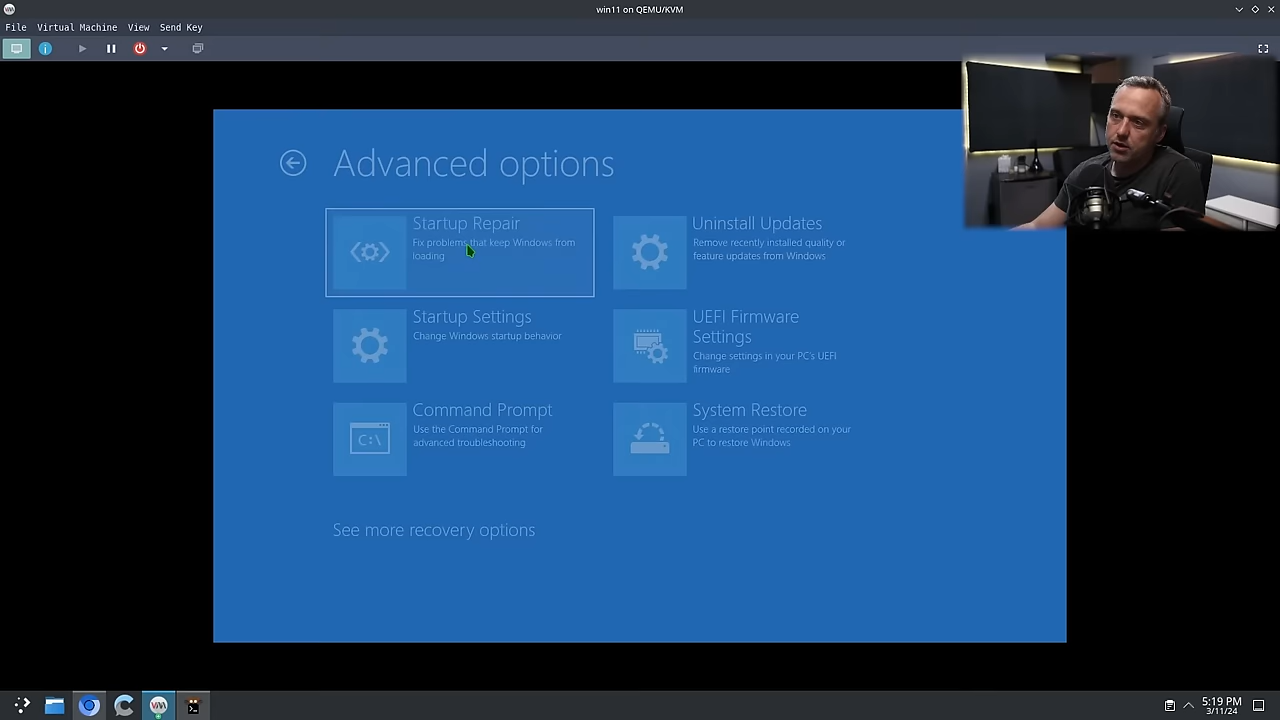 win11 on QEMU/KVM
File Virtual Machine View Send Key
Advanced options
Startup Repair
Fix problems that keep Windows from
loading
Uninstall Updates
Remove recently installed quality or
feature updates from Windows
Startup Settings
Change Windows startup behavior
UEFI Firmware
Settings
Change settings in your PC's UEFI
firmware
Command Prompt
Use the Command Prompt for
advanced troubleshooting
C:\
System Restore
Use a restore point recorded on your
PC to restore Windows
See more recovery options
5:19 PM
3/11/24